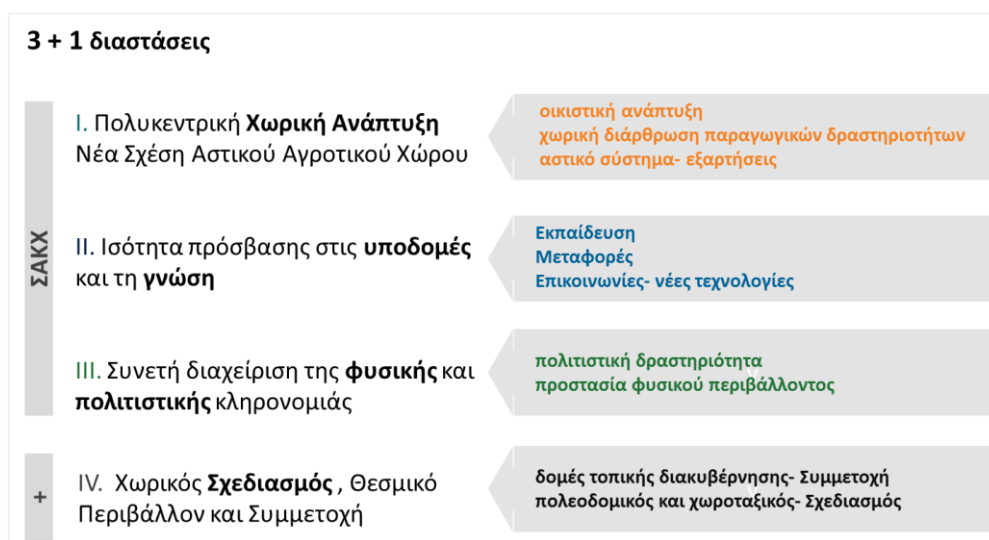 3 + 1 διαστάσεις
ΣΑΚΧ
Ι. Πολυκεντρική Χωρική Ανάπτυξη
Νέα Σχέση Αστικού Αγροτικού Χώρου
οικιστική ανάπτυξη
χωρική διάρθρωση παραγωγικών δραστηριοτήτων
αστικό σύστημα- εξαρτήσεις
ΙΙ. Ισότητα πρόσβασης στις υποδομές
και τη γνώση
Εκπαίδευση
Μεταφορές
Επικοινωνίες- νέες τεχνολογίες
ΙΙΙ. Συνετή διαχείριση της φυσικής και
πολιτιστικής κληρονομιάς
πολιτιστική δραστηριότητα
προστασία φυσικού περιβάλλοντος
+
IV. Χωρικός Σχεδιασμός , Θεσμικό
Περιβάλλον και Συμμετοχή
δομές τοπικής διακυβέρνησης- Συμμετοχή
πολεοδομικός και χωροταξικός- Σχεδιασμός